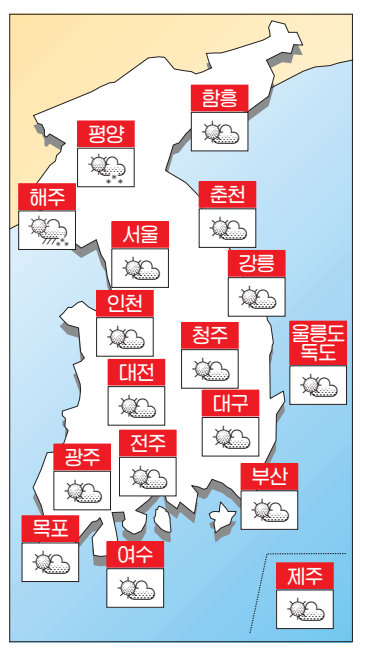 함흥
평양
해주
춘천
서울
강릉
인천
울릉도
독도
청주
대전
대구
전주
광주
부산
목포
여수
제주